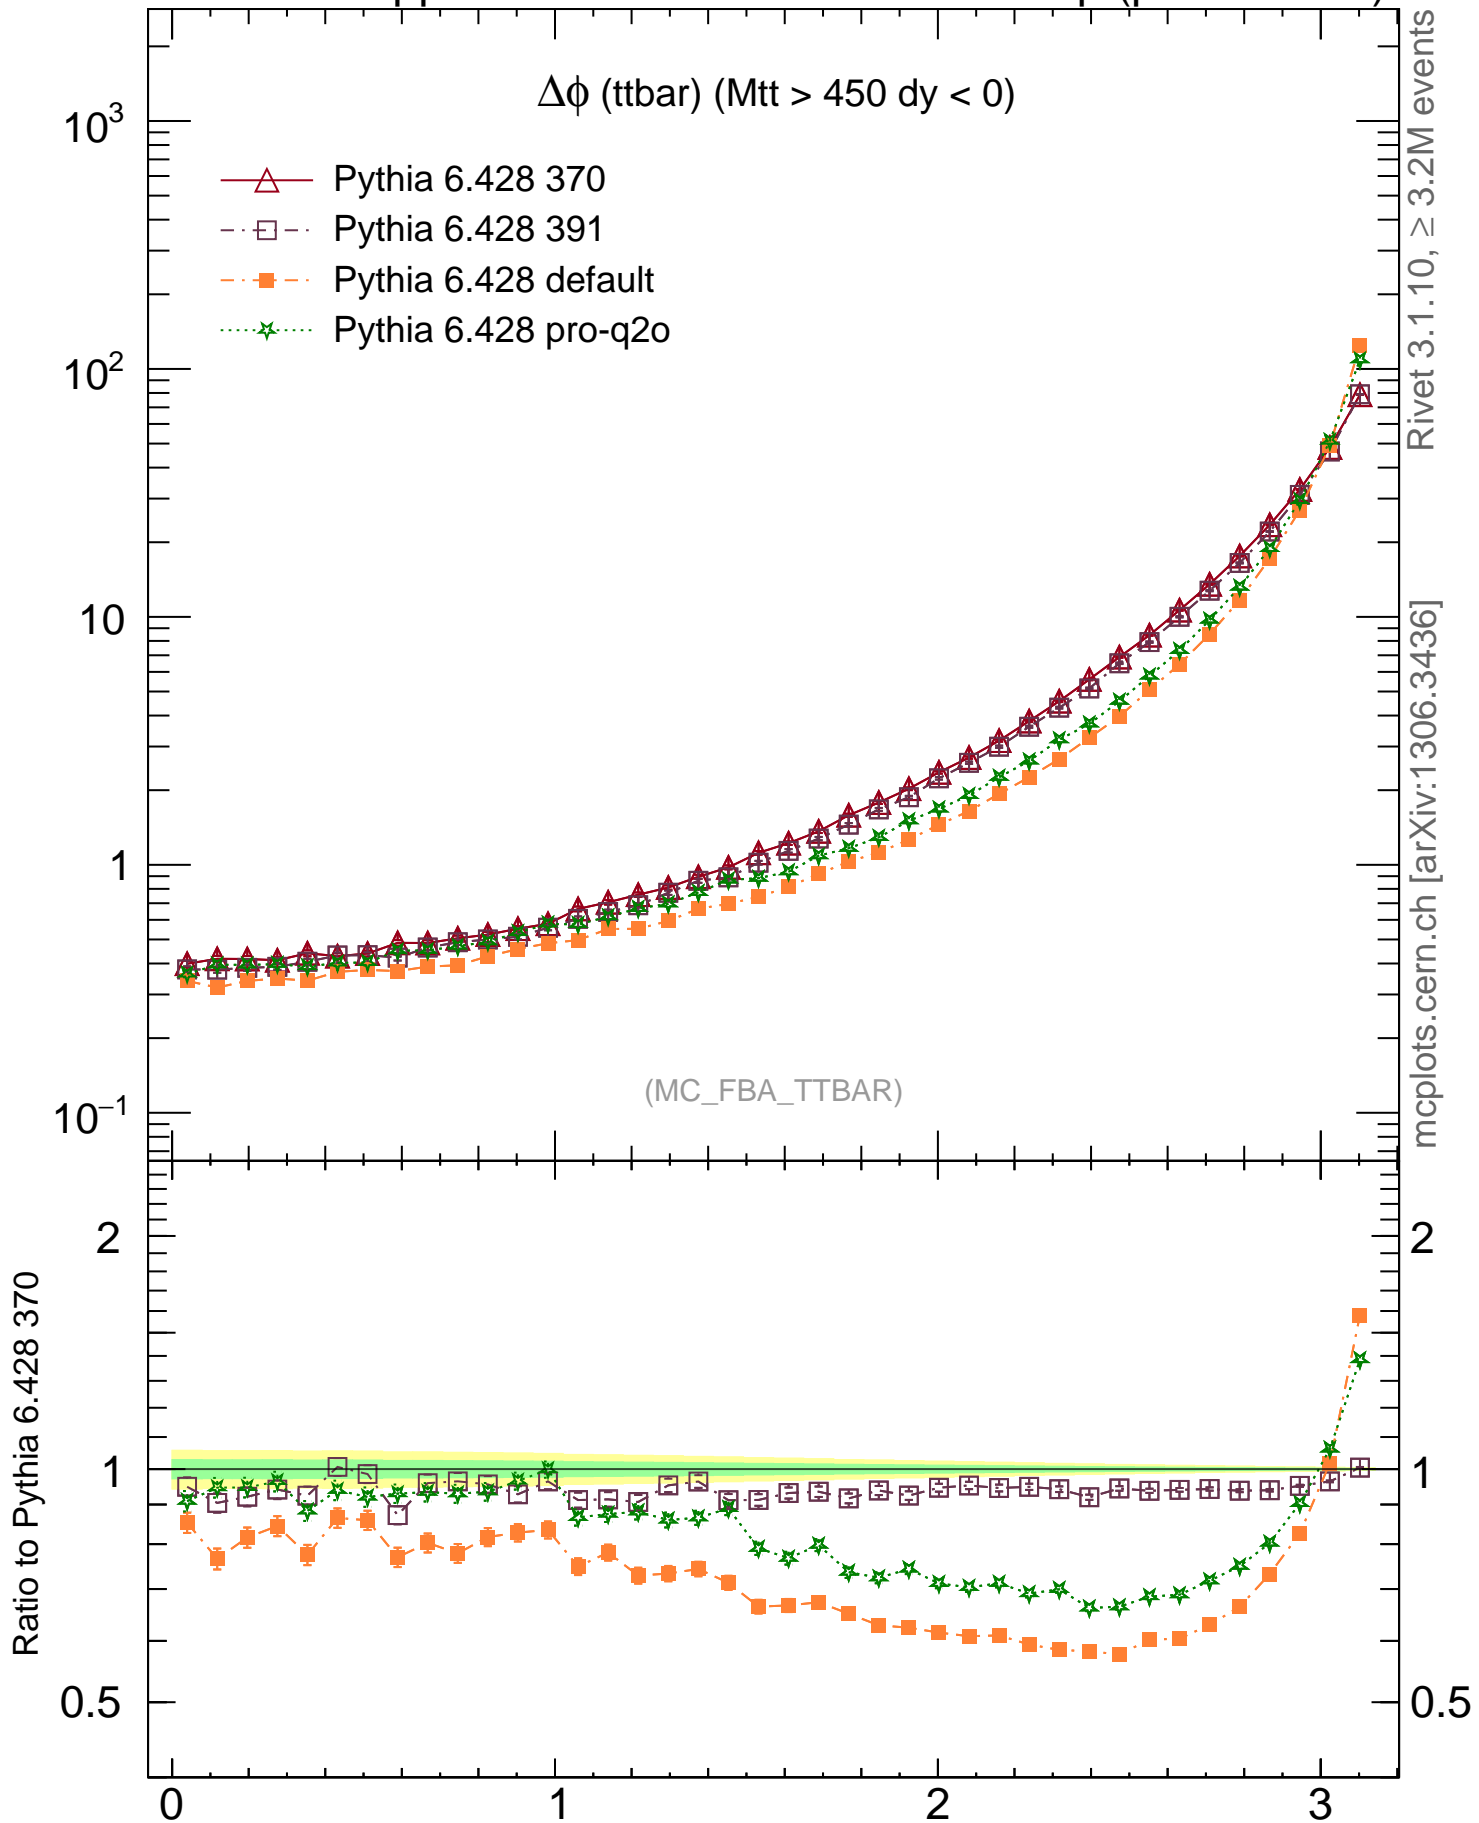 Δϕ (ttbar) (Mtt > 450 dy < 0)
Pythia 6.428 370
Pythia 6.428 391
Pythia 6.428 default
Pythia 6.428 pro-q2o
10³
10²
10
1
10⁻¹
(MC_FBA_TTBAR)
Rivet 3.1.10, ≥ 3.2M events
mcplots.cern.ch [arXiv:1306.3436]
Ratio to Pythia 6.428 370
2
1
0.5
2
1
0.5
0 1 2 3